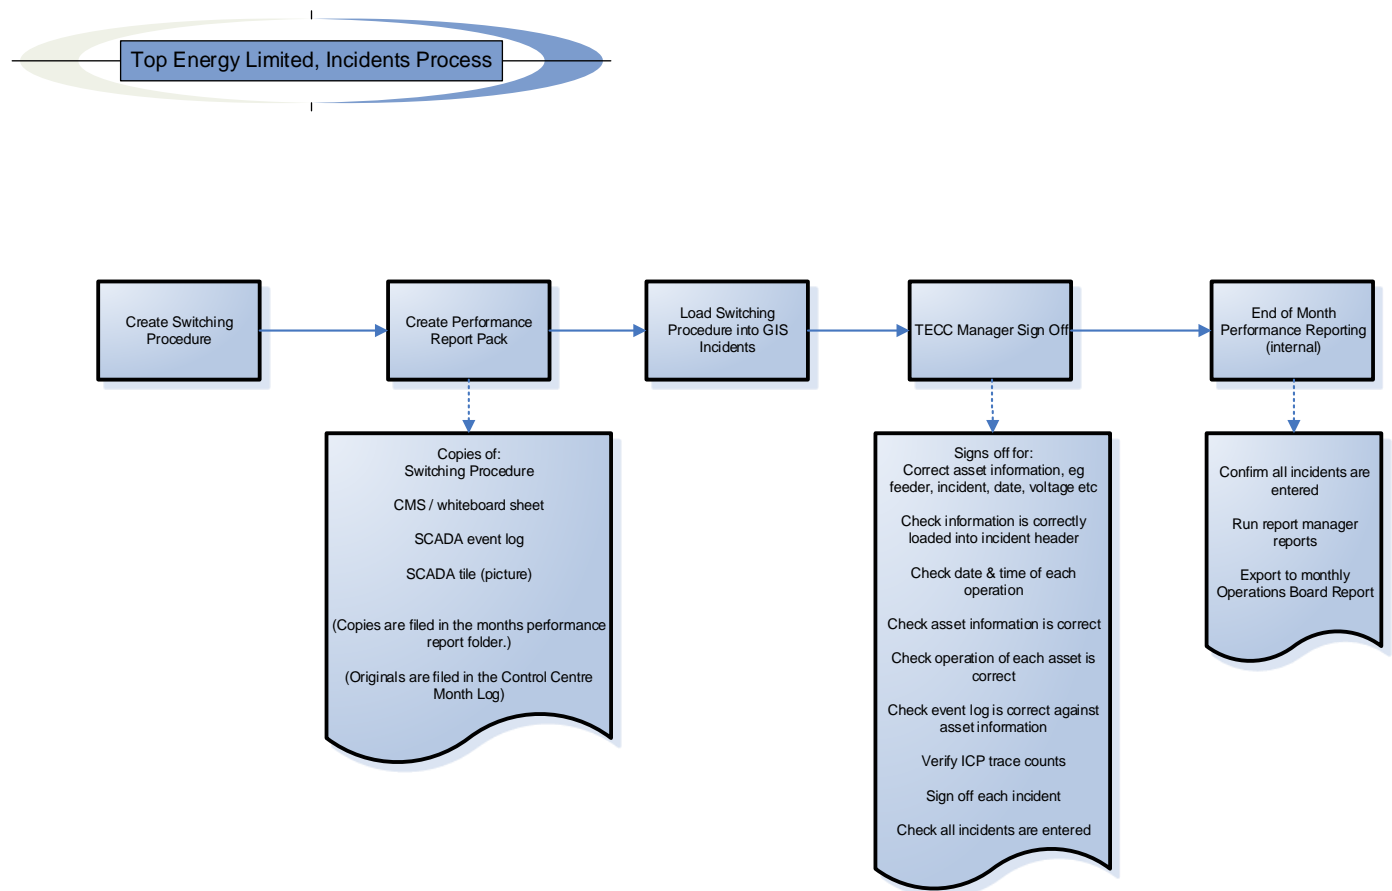 Top Energy Limited, Incidents Process
Create Switching
Procedure
Create Performance
Report Pack
Load Switching
Procedure into GIS
Incidents
TECC Manager Sign Off
End of Month
Performance Reporting
(internal)
Copies of:
Switching Procedure
CMS / whiteboard sheet
SCADA event log
SCADA tile (picture)
(Copies are filed in the months performance
report folder.)
(Originals are filed in the Control Centre
Month Log)
Signs off for:
Correct asset information, eg
feeder, incident, date, voltage etc
Check information is correctly
loaded into incident header
Check date & time of each
operation
Check asset information is correct
Check operation of each asset is
correct
Check event log is correct against
asset information
Verify ICP trace counts
Sign off each incident
Check all incidents are entered
Confirm all incidents are
entered
Run report manager
reports
Export to monthly
Operations Board Report